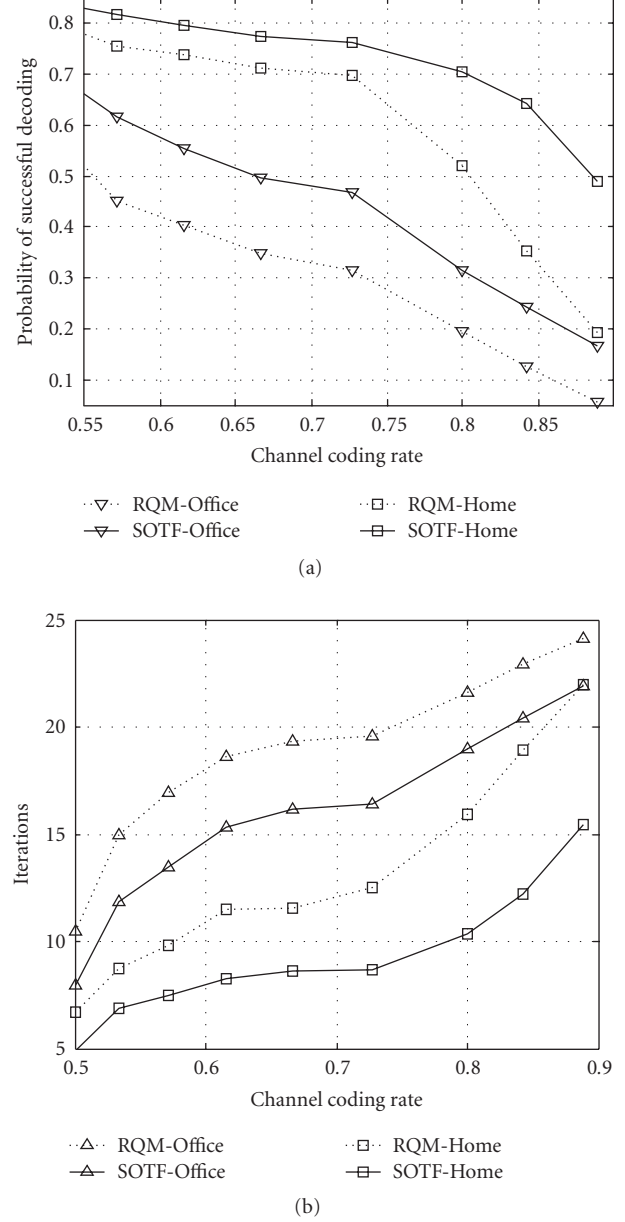 0.8
0.7
0.6
0.5
0.4
0.3
0.2
0.1
Probability of successful decoding
0.55 0.6 0.65 0.7 0.75 0.8 0.85
Channel coding rate
RQM-Office RQM-Home
SOTF-Office SOTF-Home
(a)
25
20
15
10
5
Iterations
0.5 0.6 0.7 0.8 0.9
Channel coding rate
RQM-Office RQM-Home
SOTF-Office SOTF-Home
(b)